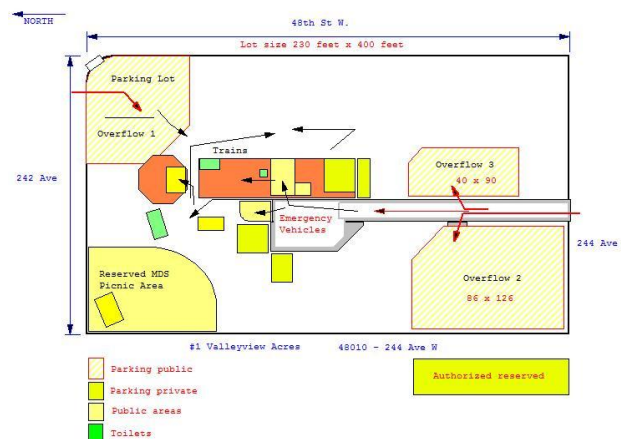 NORTH
48th St W.
Lot size 230 feet x 400 feet
Parking Lot
Overflow 1
Trains
Overflow 3
40 x 90
242 Ave
Emergency
Vehicles
244 Ave
Reserved MDS
Picnic Area
Overflow 2
86 x 126
#1 Valleyview Acres 48010 - 244 Ave W
Parking public
Parking private
Public areas
Toilets
Authorized reserved